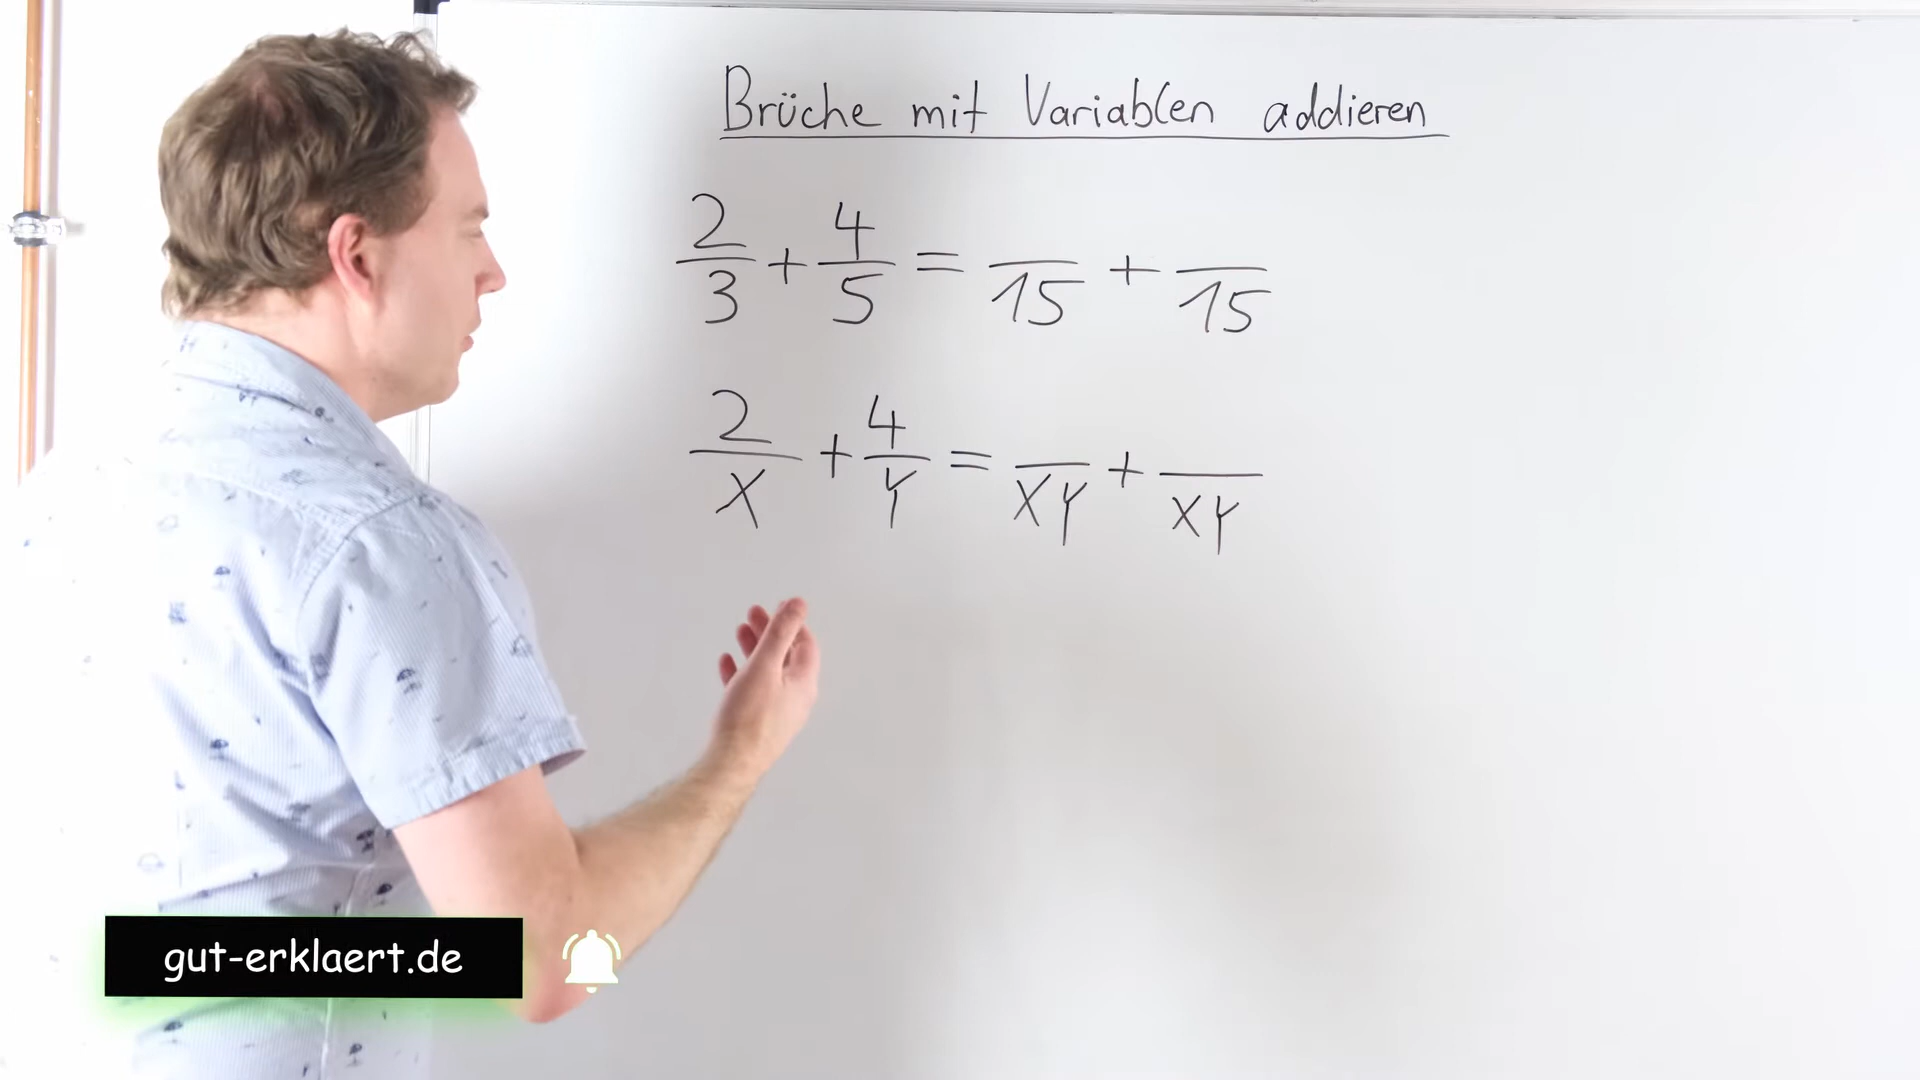 Brüche mit Variablen addieren
2/3 + 4/5 = /15 + /15
2/x + 4/y = /xy + /xy
gut-erklaert.de